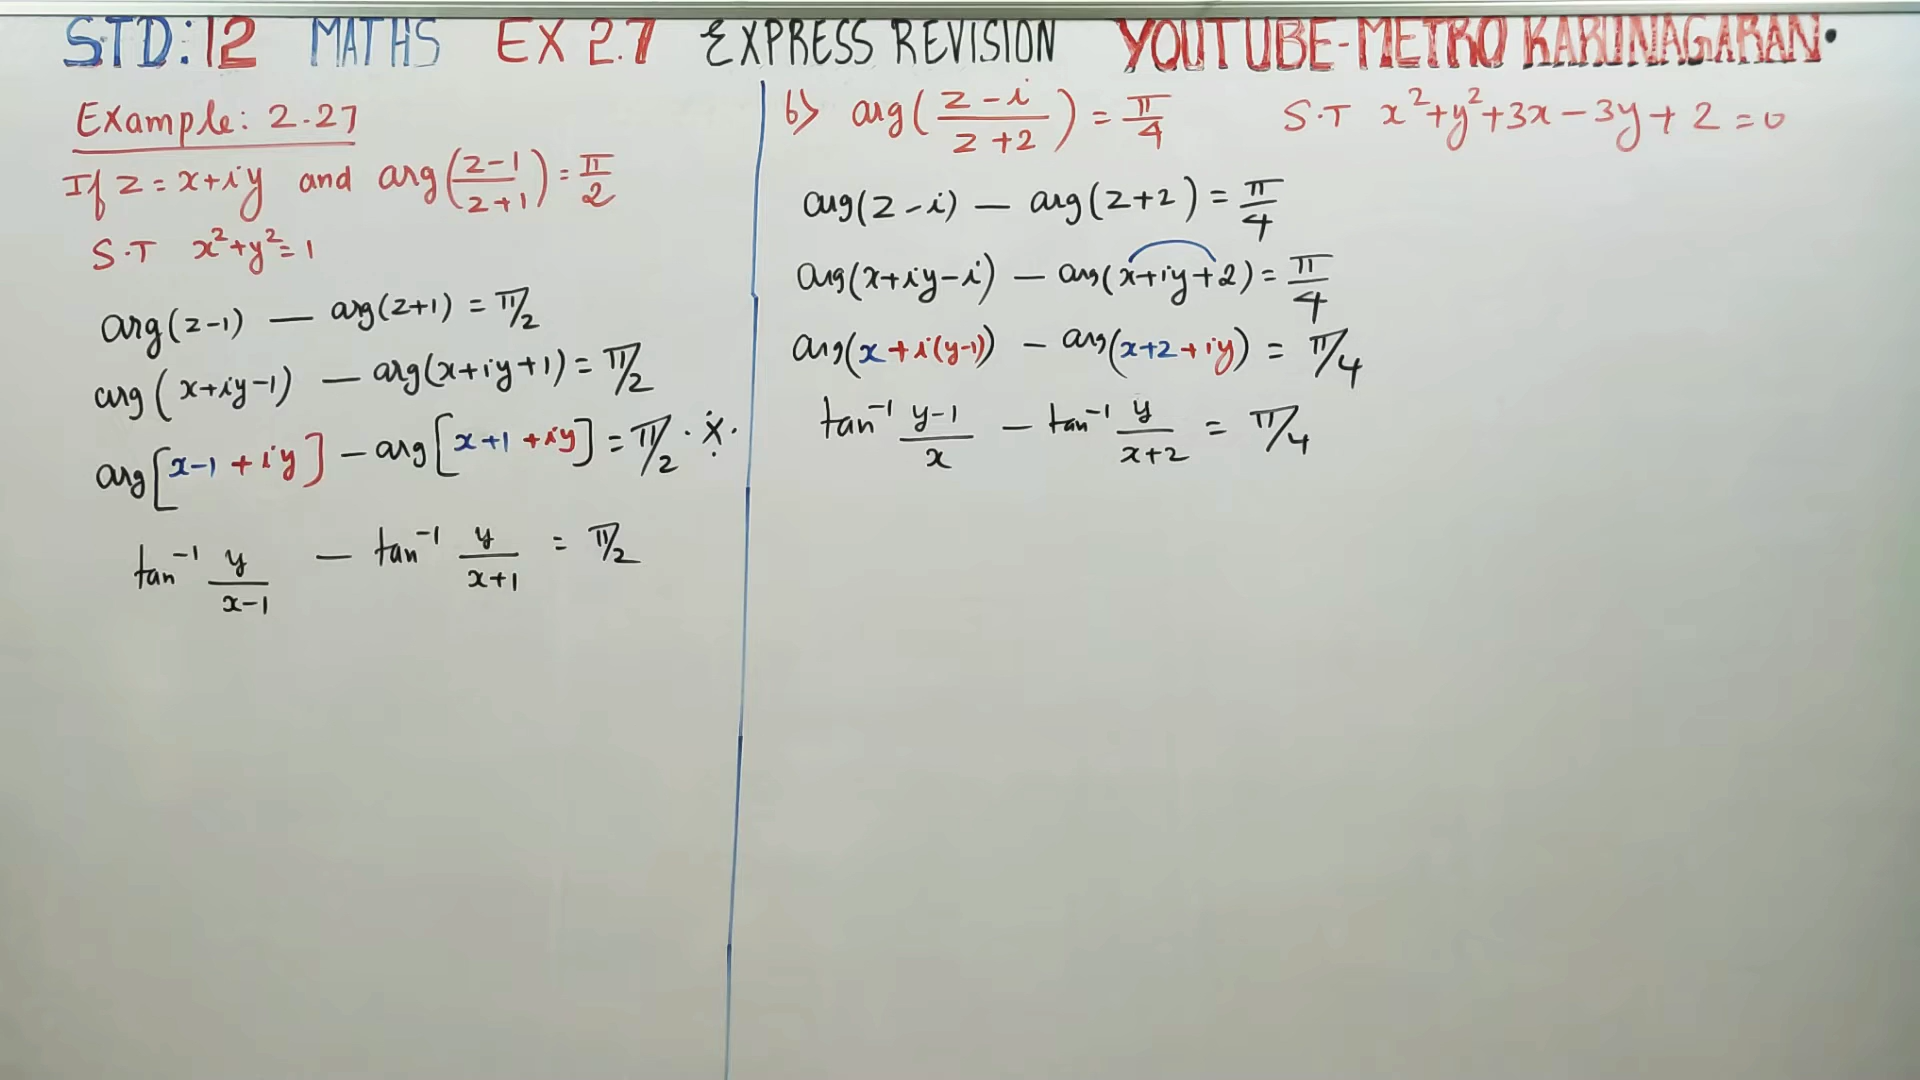 STD:12 MATHS EX 2.7 EXPRESS REVISION YOUTUBE-METRO KARUNAGARAN.
Example: 2.27
If z = x+iy and arg((z-1)/(z+1)) = π/2
S.T x²+y²=1
arg(z-1) — arg(z+1) = π/2
arg(x+iy-1) — arg(x+iy+1) = π/2
arg[x-1+iy] — arg[x+1+iy] = π/2 ⁜
tan⁻¹ y/(x-1) — tan⁻¹ y/(x+1) = π/2
6) arg((z-i)/(z+2)) = π/4 S.T x²+y²+3x-3y+2=0
arg(z-i) — arg(z+2) = π/4
arg(x+iy-i) — arg(x+iy+2) = π/4
arg(x+i(y-1)) — arg(x+2+iy) = π/4
tan⁻¹ (y-1)/x — tan⁻¹ y/(x+2) = π/4